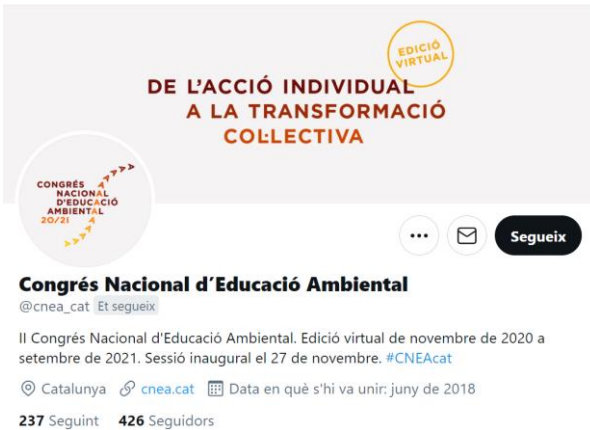 EDICIÓ
VIRTUAL
DE L'ACCIÓ INDIVIDUAL
A LA TRANSFORMACIÓ
COL·LECTIVA
CONGRÉS
NACIONAL
D'EDUCACIÓ
AMBIENTAL
20/21
Segueix
Congrés Nacional d´Educació Ambiental
@cnea_cat Et segueix
II Congrés Nacional d'Educació Ambiental. Edició virtual de novembre de 2020 a
setembre de 2021. Sessió inaugural el 27 de novembre. #CNEAcat
Catalunya cnea.cat Data en què s'hi va unir: juny de 2018
237 Seguint 426 Seguidors